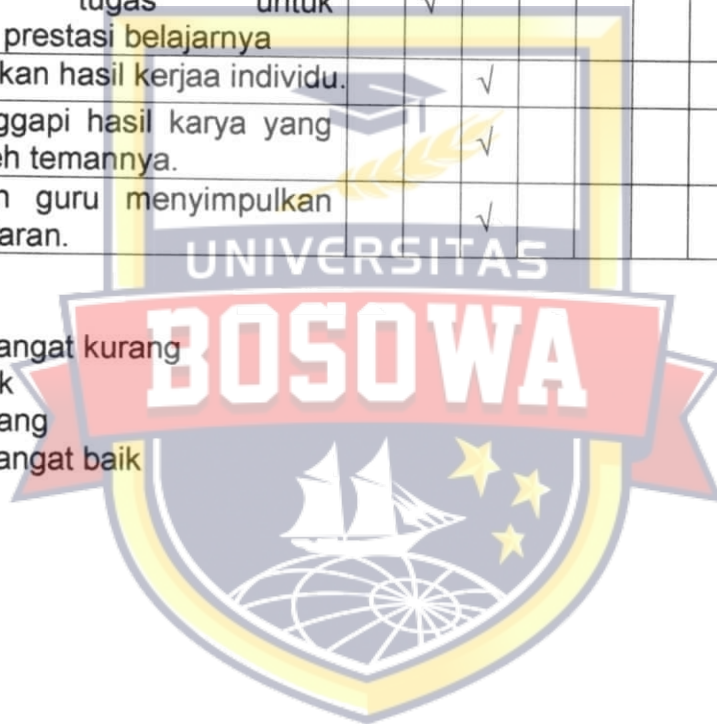 tugas untuk √
prestasi belajarnya
kan hasil kerjaa individu. √
ggapi hasil karya yang
eh temannya. √
n guru menyimpulkan
aran. √
UNIVERSITAS
BOSOWA
angat kurang
k
ang
angat baik